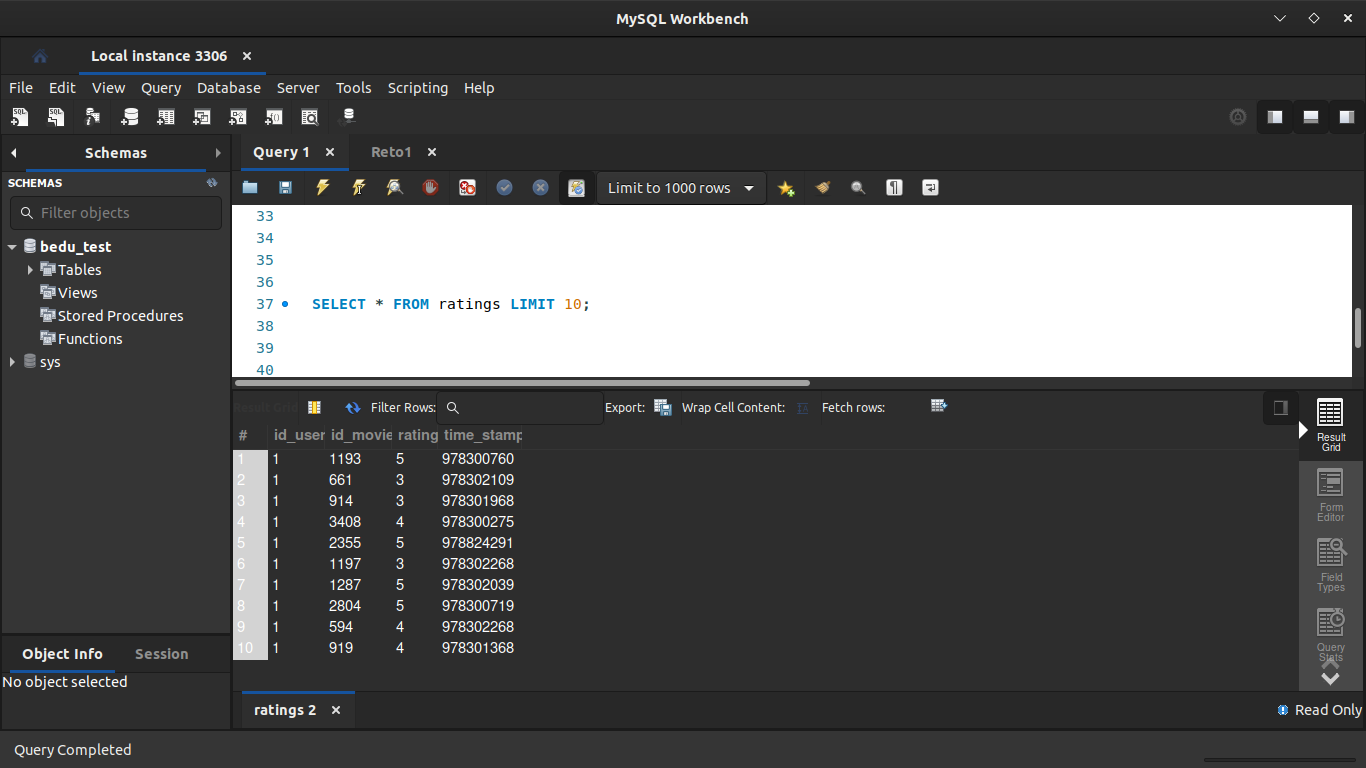 MySQL Workbench
Local instance 3306
File Edit View Query Database Server Tools Scripting Help
Schemas
SCHEMAS
Filter objects
bedu_test
Tables
Views
Stored Procedures
Functions
sys
Query 1 Reto1
Limit to 1000 rows
33
34
35
36
37 SELECT * FROM ratings LIMIT 10;
38
39
40
Result Grid Filter Rows: Export: Wrap Cell Content: Fetch rows:
# id_user id_movie rating time_stamp
1 1 1193 5 978300760
2 1 661 3 978302109
3 1 914 3 978301968
4 1 3408 4 978300275
5 1 2355 5 978824291
6 1 1197 3 978302268
7 1 1287 5 978302039
8 1 2804 5 978300719
9 1 594 4 978302268
10 1 919 4 978301368
Result
Grid
Form
Editor
Field
Types
Query
Stats
Object Info Session
No object selected
ratings 2
Read Only
Query Completed